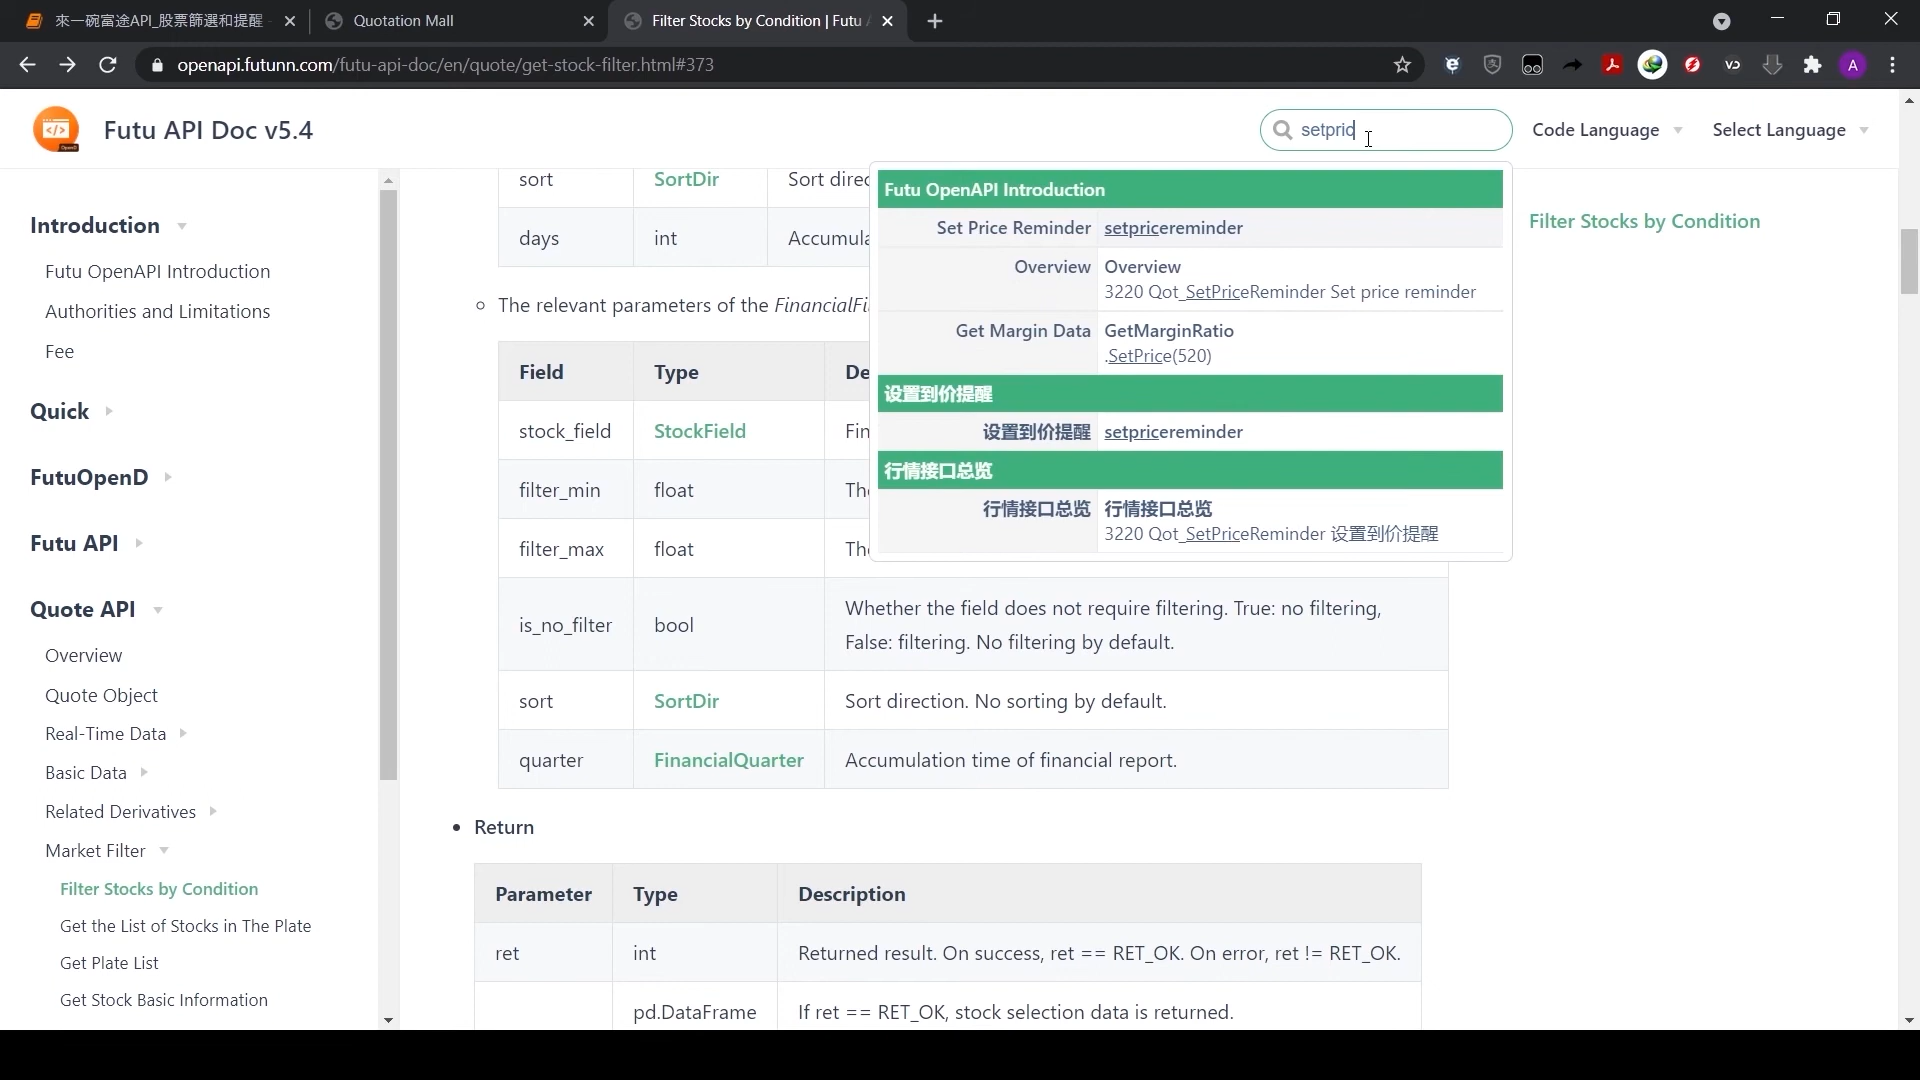 來一碗富途API_股票篩選和提醒
Quotation Mall
Filter Stocks by Condition | Futu A
openapi.futunn.com/futu-api-doc/en/quote/get-stock-filter.html#373
A
Futu API Doc v5.4
setpric
Code Language
Select Language
Introduction
Futu OpenAPI Introduction
Authorities and Limitations
Fee
Quick
FutuOpenD
Futu API
Quote API
Overview
Quote Object
Real-Time Data
Basic Data
Related Derivatives
Market Filter
Filter Stocks by Condition
Get the List of Stocks in The Plate
Get Plate List
Get Stock Basic Information
sort SortDir Sort direc
days int Accumula
The relevant parameters of the FinancialFi
Field Type De
stock_field StockField Fin
filter_min float The
filter_max float The
is_no_filter bool Whether the field does not require filtering. True: no filtering,
False: filtering. No filtering by default.
sort SortDir Sort direction. No sorting by default.
quarter FinancialQuarter Accumulation time of financial report.
Return
Parameter Type Description
ret int Returned result. On success, ret == RET_OK. On error, ret != RET_OK.
pd.DataFrame If ret == RET_OK, stock selection data is returned.
Futu OpenAPI Introduction
Set Price Reminder setpricereminder
Overview Overview
3220 Qot_SetPriceReminder Set price reminder
Get Margin Data GetMarginRatio
.SetPrice(520)
设置到价提醒
设置到价提醒 setpricereminder
行情接口总览
行情接口总览 行情接口总览
3220 Qot_SetPriceReminder 设置到价提醒
Filter Stocks by Condition